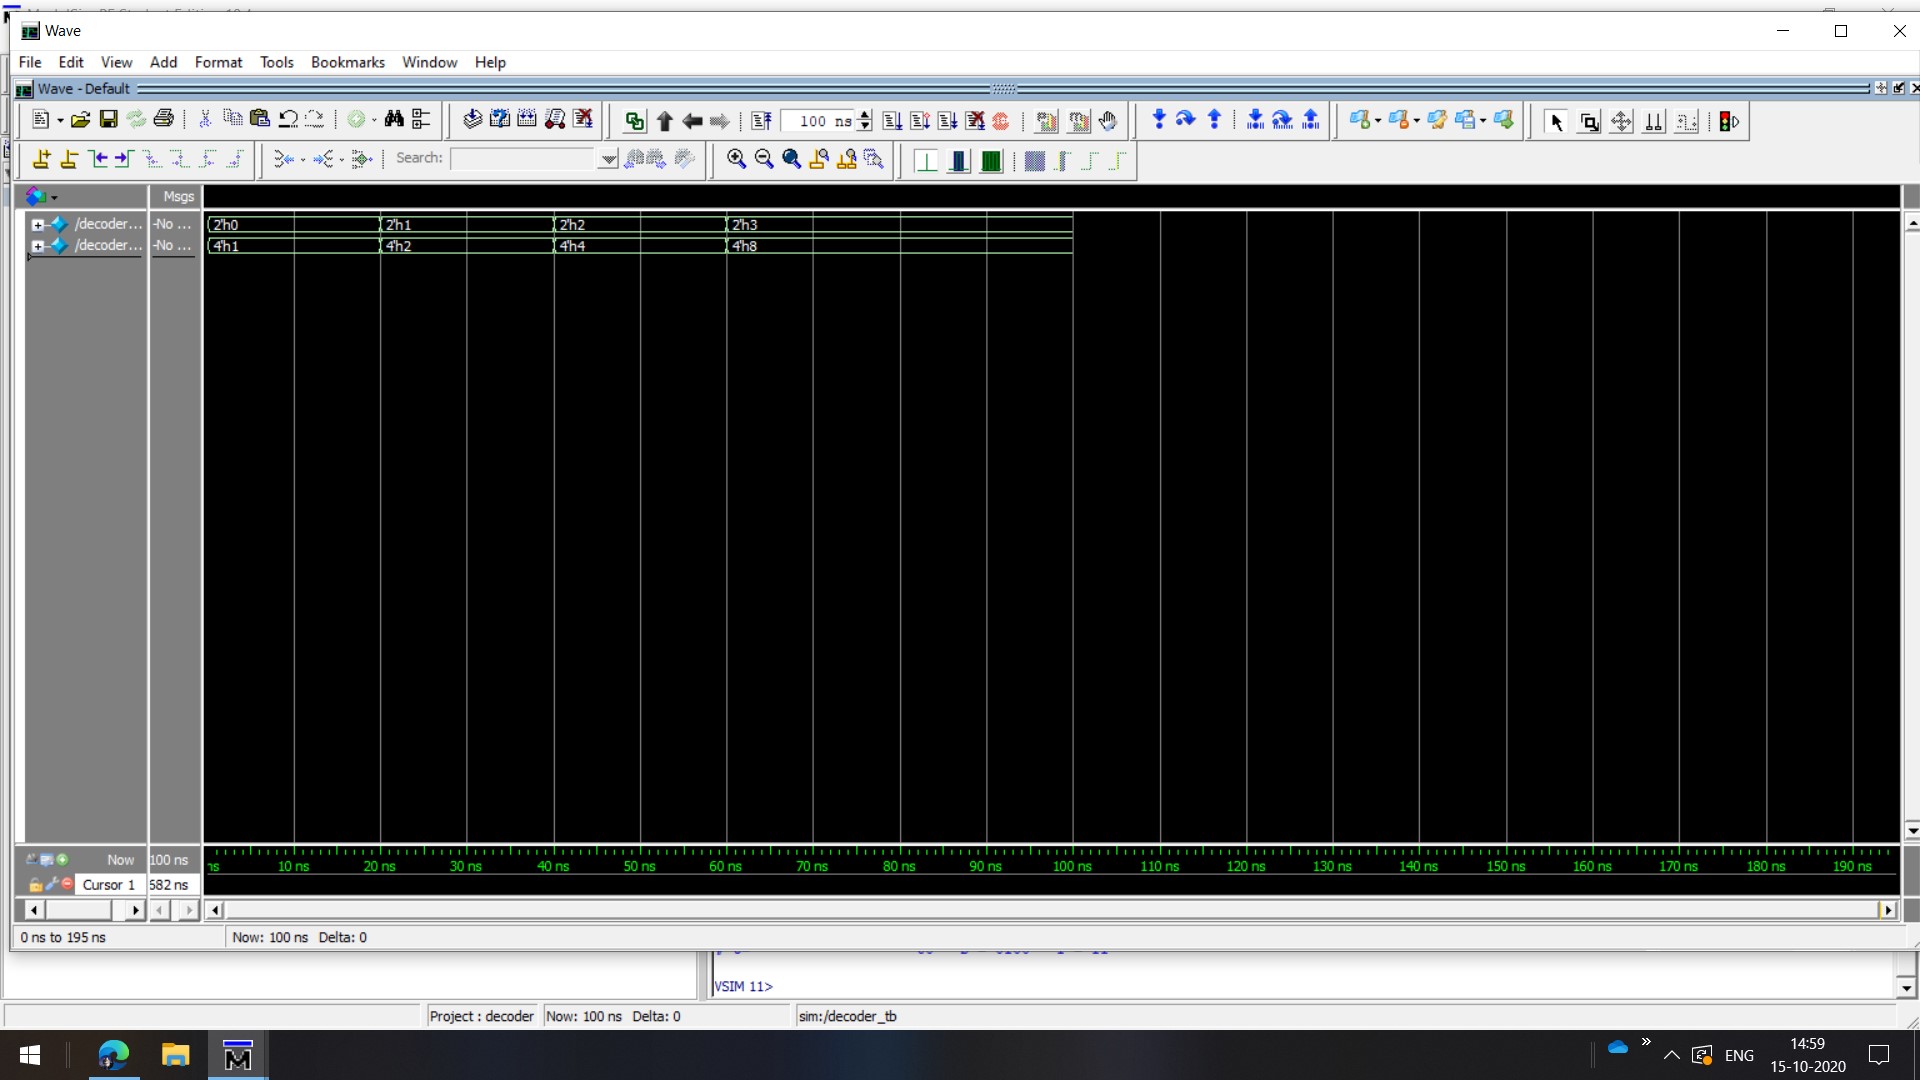 Wave
File Edit View Add Format Tools Bookmarks Window Help
Wave - Default
100 ns
Search:
Msgs
/decoder... -No ... 2'h0 2'h1 2'h2 2'h3
/decoder... -No ... 4'h1 4'h2 4'h4 4'h8
Now 100 ns
ns 10 ns 20 ns 30 ns 40 ns 50 ns 60 ns 70 ns 80 ns 90 ns 100 ns 110 ns 120 ns 130 ns 140 ns 150 ns 160 ns 170 ns 180 ns 190 ns
Cursor 1 582 ns
0 ns to 195 ns Now: 100 ns Delta: 0
VSIM 11>
Project : decoder Now: 100 ns Delta: 0 sim:/decoder_tb
ENG
14:59
15-10-2020